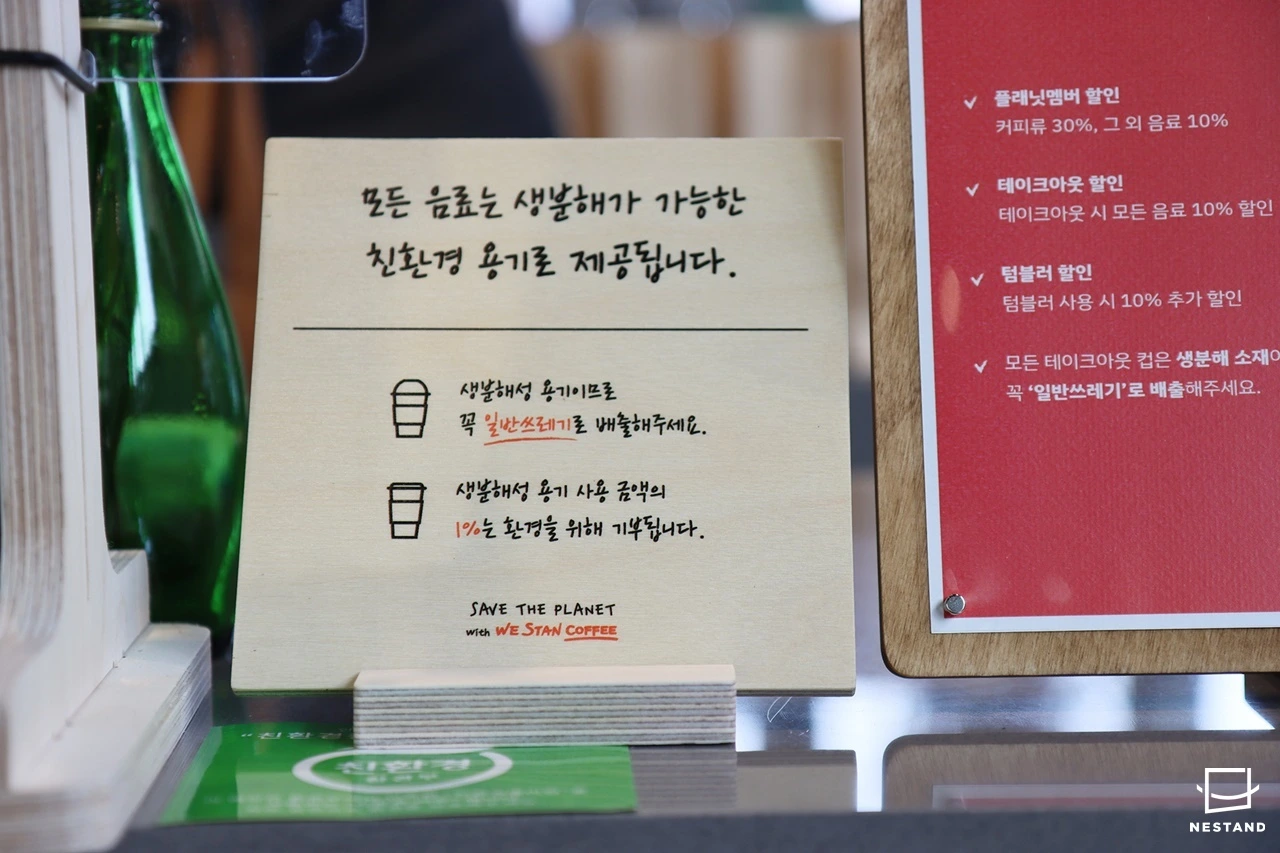 모든 음료는 생분해가 가능한
친환경 용기로 제공됩니다.
생분해성 용기이므로
꼭 일반쓰레기로 배출해주세요.
생분해성 용기 사용 금액의
1%는 환경을 위해 기부됩니다.
SAVE THE PLANET
with WE STAN COFFEE
플래닛멤버 할인
커피류 30%, 그 외 음료 10%
테이크아웃 할인
테이크아웃 시 모든 음료 10% 할인
텀블러 할인
텀블러 사용 시 10% 추가 할인
모든 테이크아웃 컵은 생분해 소재
꼭 ‘일반쓰레기’로 배출해주세요.
“친환경
친환경
NESTAND